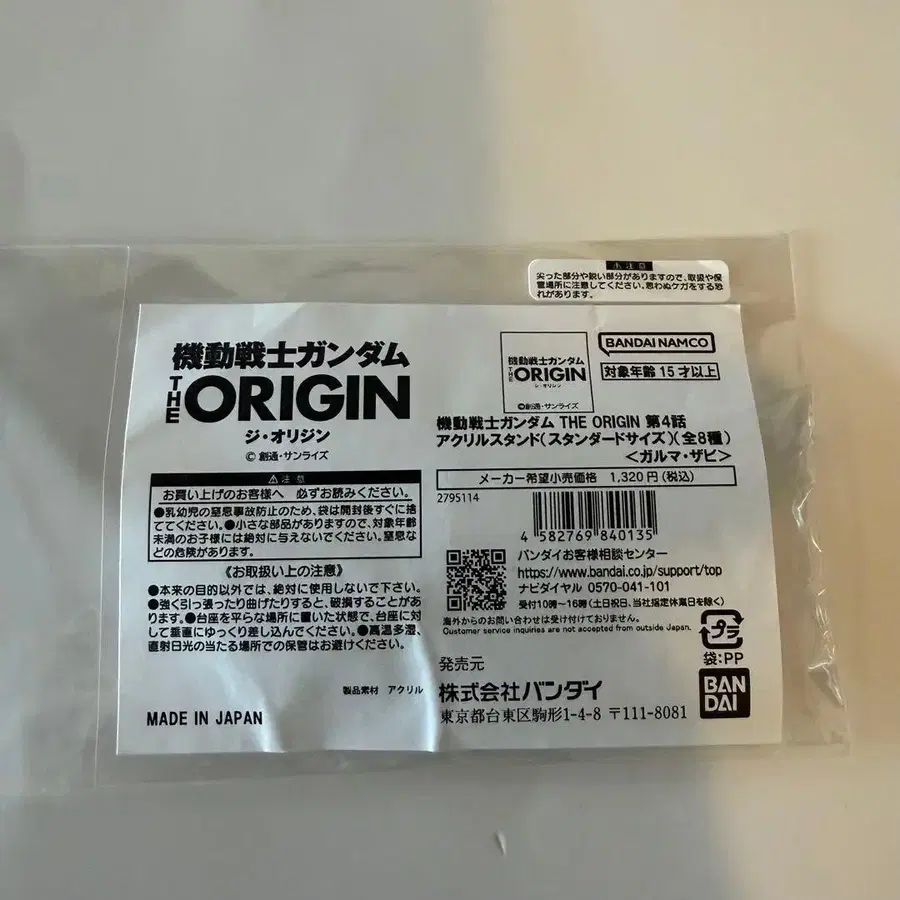 ⚠注意
尖った部分や鋭い部分がありますので、取扱や保
管場所に注意してください。思わぬケガをする恐
れがあります。
機動戦士ガンダム
THE ORIGIN
ジ・オリジン
© 創通・サンライズ
⚠注意
お買い上げのお客様へ 必ずお読みください。
●乳幼児の窒息事故防止のため、袋は開封後すぐに捨
ててください。●小さな部品がありますので、対象年齢
未満のお子様には絶対に与えないでください。窒息な
どの危険があります。
《お取扱い上の注意》
●本来の目的以外では、絶対に使用しないで下さい。
●強く引っ張ったり曲げたりすると、破損することがあ
ります。●台座を平らな場所に置いた状態で、台座に対
して垂直にゆっくり差し込んでください。●高温多湿、
直射日光の当たる場所での保管はお避けください。
製品素材 アクリル
MADE IN JAPAN
機動戦士ガンダム
THE ORIGIN
ジ・オリジン
©創通・サンライズ
BANDAI NAMCO
対象年齢 15才以上
機動戦士ガンダム THE ORIGIN 第4話
アクリルスタンド(スタンダードサイズ)(全8種)
<ガルマ・ザビ>
メーカー希望小売価格 1,320円(税込)
2795114
4 582769 840135
バンダイお客様相談センター
https://www.bandai.co.jp/support/top
ナビダイヤル 0570-041-101
受付10時~16時(土日祝日、当社指定休業日を除く)
海外からのお問い合わせは受け付けておりません。
Customer service inquiries are not accepted from outside Japan.
プラ
袋:PP
発売元
株式会社バンダイ
東京都台東区駒形1-4-8 〒111-8081
BAN
DAI